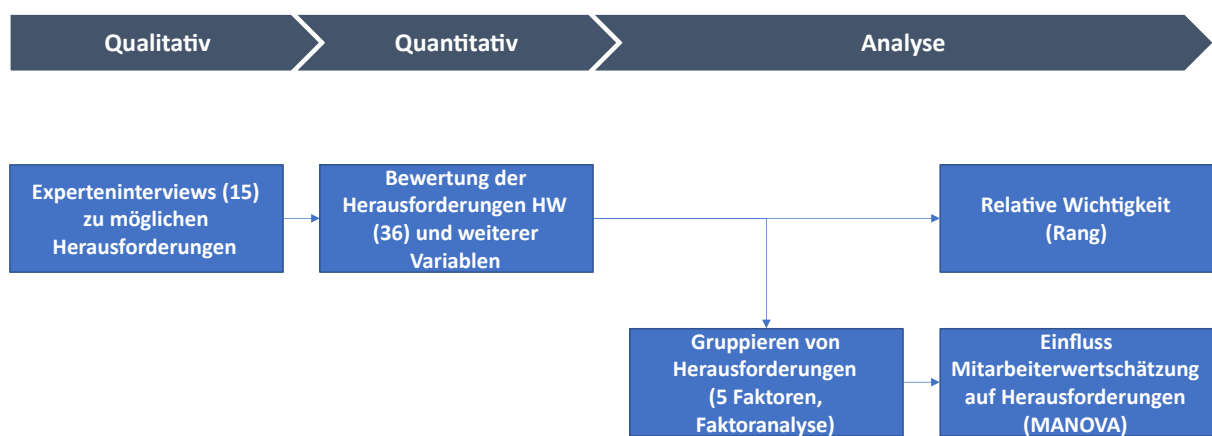 Qualitativ
Quantitativ
Analyse
Experteninterviews (15)
zu möglichen
Herausforderungen
Bewertung der
Herausforderungen HW
(36) und weiterer
Variablen
Relative Wichtigkeit
(Rang)
Gruppieren von
Herausforderungen
(5 Faktoren,
Faktoranalyse)
Einfluss
Mitarbeiterwertschätzung
auf Herausforderungen
(MANOVA)